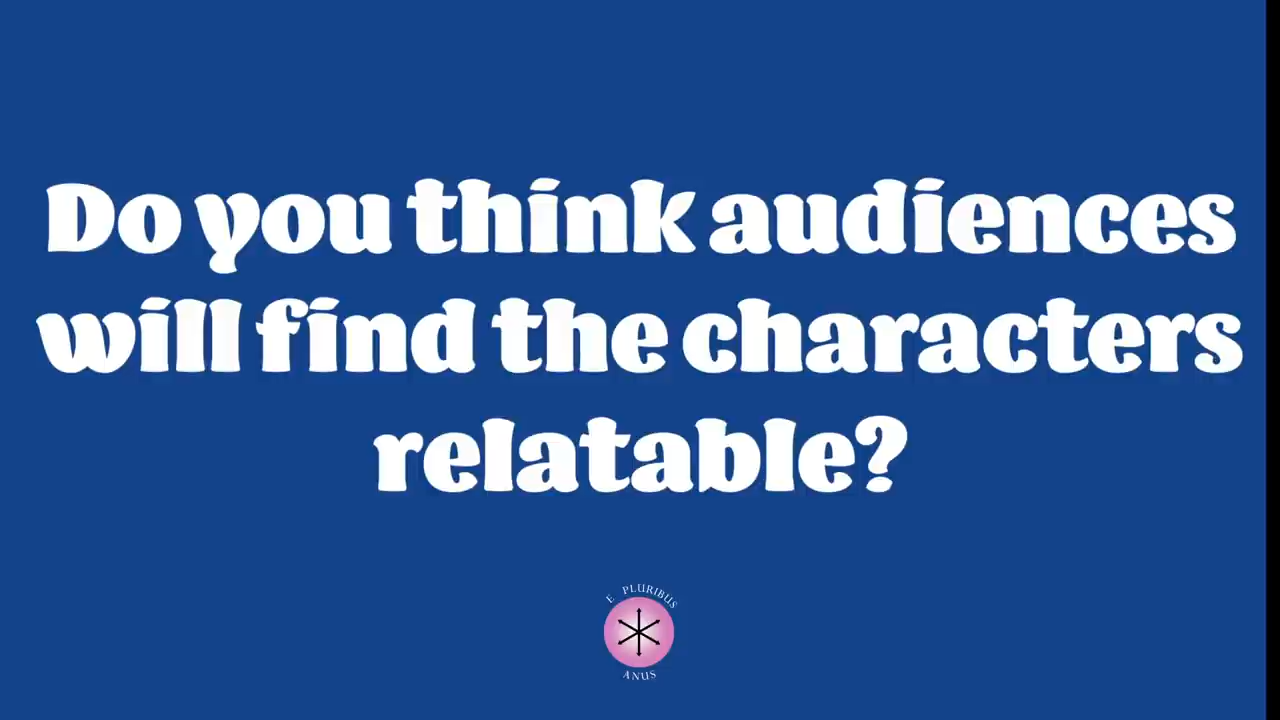 Do you think audiences
will find the characters
relatable?
E PLURIBUS
ANUS